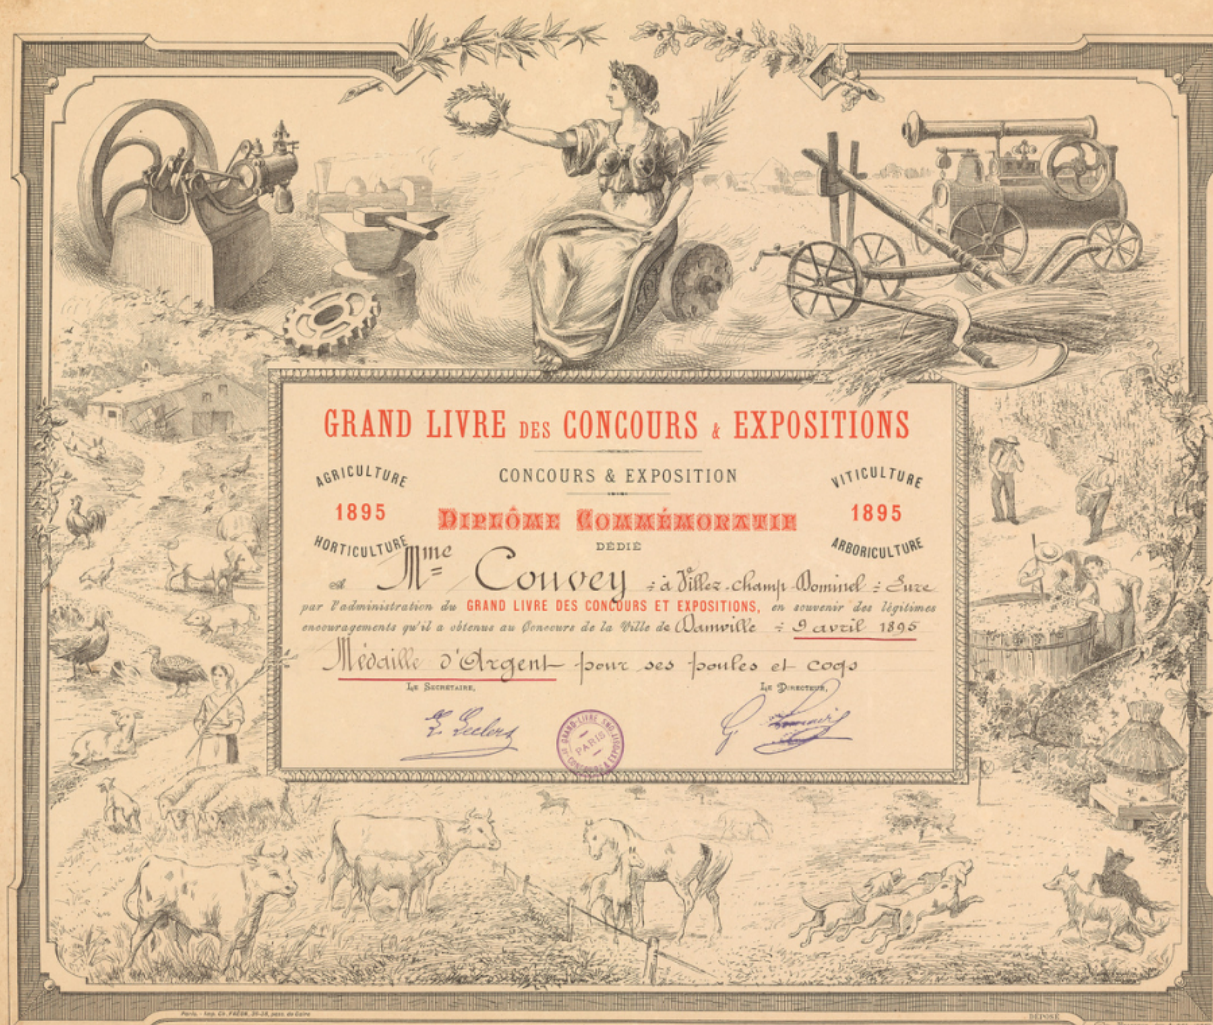 GRAND LIVRE DES CONCOURS & EXPOSITIONS
CONCOURS & EXPOSITION
AGRICULTURE
1895
HORTICULTURE
VITICULTURE
1895
ARBORICULTURE
DIPLÔME COMMÉMORATIF
DÉDIÉ
A Mme Couvey à Villez-champ-Dominel Eure
par l'administration du GRAND LIVRE DES CONCOURS ET EXPOSITIONS, en souvenir des légitimes
encouragements qu'il a obtenus au Concours de la Ville de Damville 9 avril 1895
Médaille d'Argent pour ses poules et coqs
LE SECRÉTAIRE,
LE DIRECTEUR,
PARIS
Paris - Imp.
DÉPOSÉ